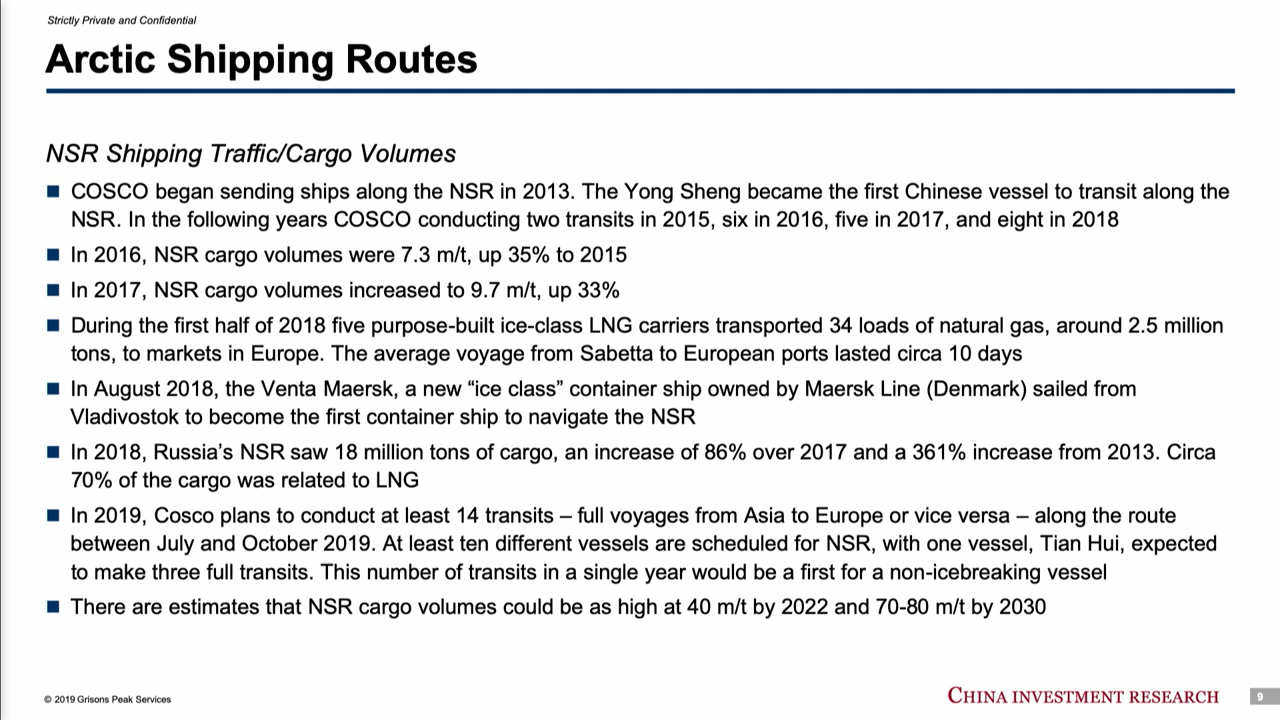 Strictly Private and Confidential
Arctic Shipping Routes
NSR Shipping Traffic/Cargo Volumes
■ COSCO began sending ships along the NSR in 2013. The Yong Sheng became the first Chinese vessel to transit along the
NSR. In the following years COSCO conducting two transits in 2015, six in 2016, five in 2017, and eight in 2018
■ In 2016, NSR cargo volumes were 7.3 m/t, up 35% to 2015
■ In 2017, NSR cargo volumes increased to 9.7 m/t, up 33%
■ During the first half of 2018 five purpose-built ice-class LNG carriers transported 34 loads of natural gas, around 2.5 million
tons, to markets in Europe. The average voyage from Sabetta to European ports lasted circa 10 days
■ In August 2018, the Venta Maersk, a new “ice class” container ship owned by Maersk Line (Denmark) sailed from
Vladivostok to become the first container ship to navigate the NSR
■ In 2018, Russia’s NSR saw 18 million tons of cargo, an increase of 86% over 2017 and a 361% increase from 2013. Circa
70% of the cargo was related to LNG
■ In 2019, Cosco plans to conduct at least 14 transits – full voyages from Asia to Europe or vice versa – along the route
between July and October 2019. At least ten different vessels are scheduled for NSR, with one vessel, Tian Hui, expected
to make three full transits. This number of transits in a single year would be a first for a non-icebreaking vessel
■ There are estimates that NSR cargo volumes could be as high at 40 m/t by 2022 and 70-80 m/t by 2030
© 2019 Grisons Peak Services
CHINA INVESTMENT RESEARCH
9